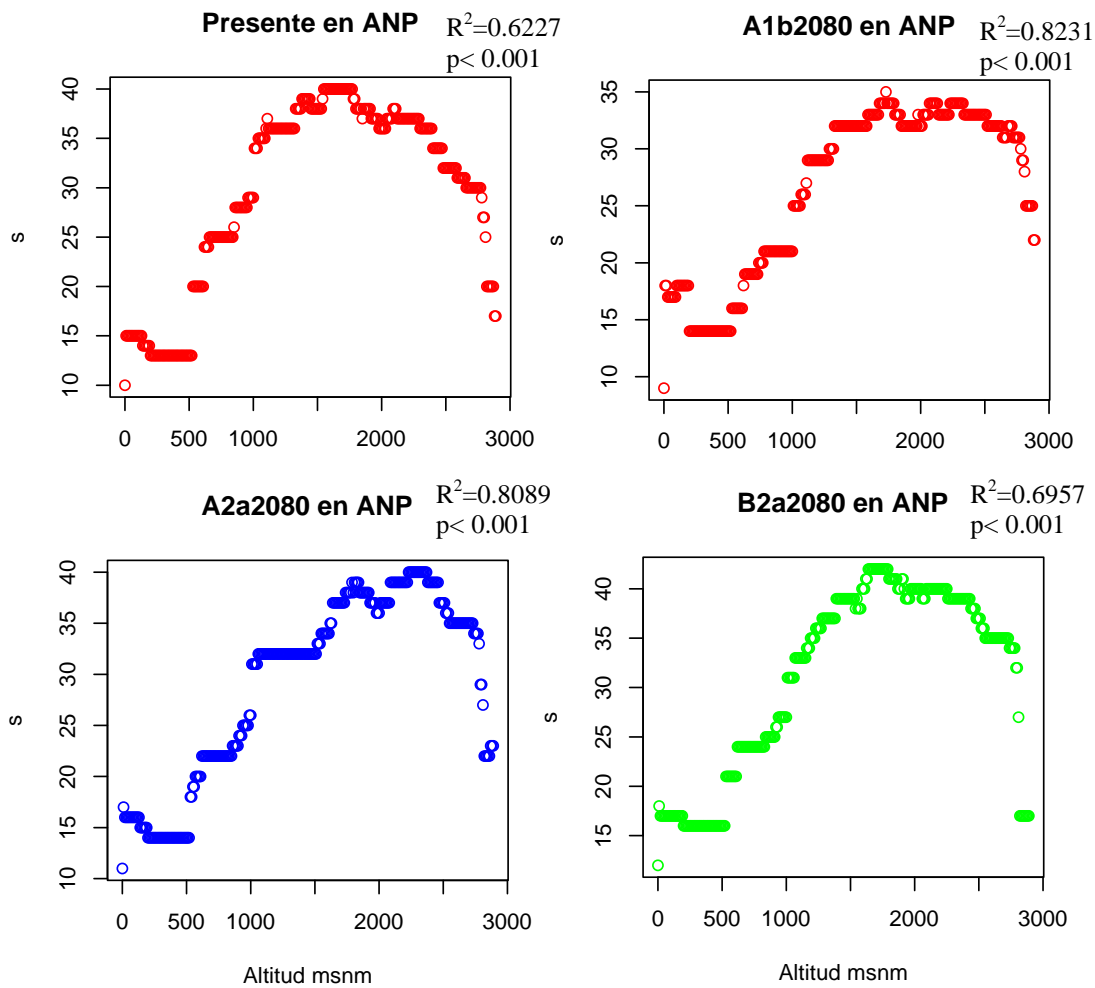 Presente en ANP
R²=0.6227
p< 0.001
s
40
35
30
25
20
15
10
0 500 1000 2000 3000
A1b2080 en ANP
R²=0.8231
p< 0.001
s
35
30
25
20
15
10
0 500 1000 2000 3000
A2a2080 en ANP
R²=0.8089
p< 0.001
s
40
35
30
25
20
15
10
0 500 1000 2000 3000
Altitud msnm
B2a2080 en ANP
R²=0.6957
p< 0.001
s
40
35
30
25
20
15
0 500 1000 2000 3000
Altitud msnm